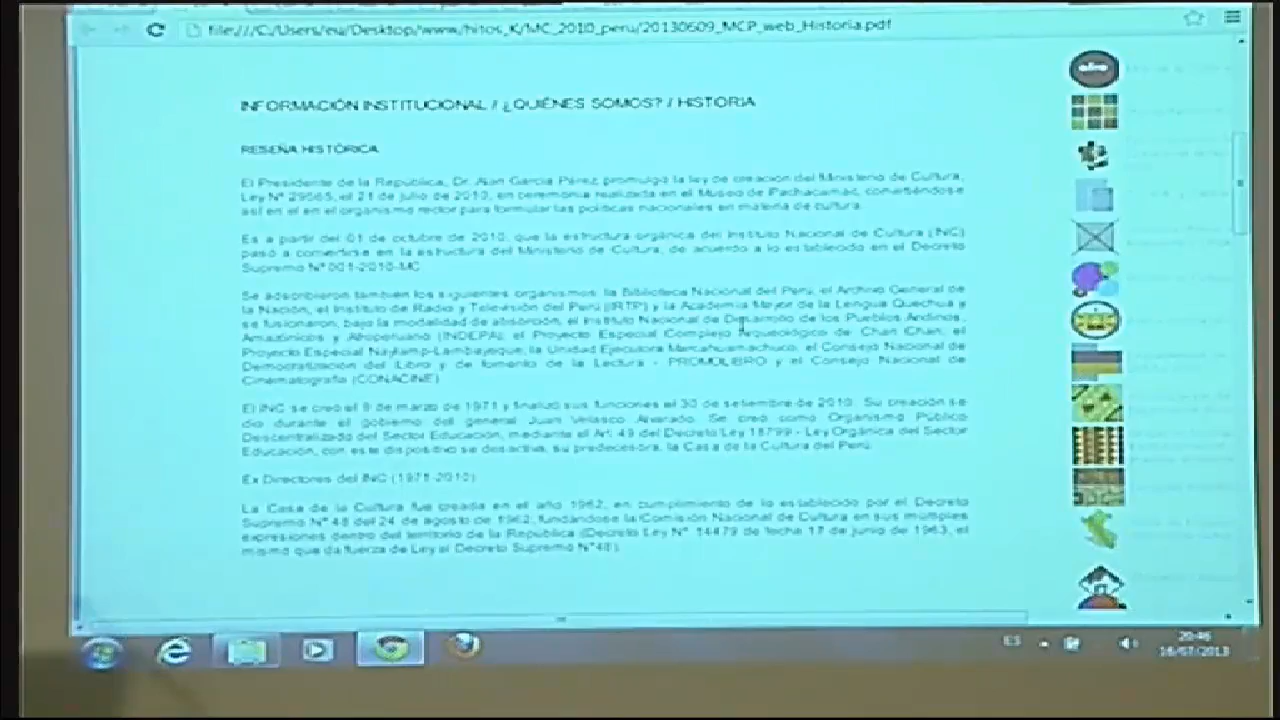 file:///C:/Users/eu/Desktop/www/hitos_K/MC_2010_peru/20130609_MCP_web_Historia.pdf
INFORMACIÓN INSTITUCIONAL / ¿QUIÉNES SOMOS? / HISTORIA
RESEÑA HISTÓRICA
El Presidente de la República, Dr. Alan García Pérez, promulgó la ley de creación del Ministerio de Cultura,
Ley N° 29565, el 21 de julio de 2010, en ceremonia realizada en el Museo de Pachacamac, convirtiéndose
así en el en el organismo rector para formular las políticas nacionales en materia de cultura.
Es a partir del 01 de octubre de 2010, que la estructura orgánica del Instituto Nacional de Cultura (INC)
pasó a convertirse en la estructura del Ministerio de Cultura, de acuerdo a lo establecido en el Decreto
Supremo N° 001-2010-MC.
Se adscribieron también los siguientes organismos: la Biblioteca Nacional del Perú, el Archivo General de
la Nación, el Instituto de Radio y Televisión del Perú (IRTP) y la Academia Mayor de la Lengua Quechua y
se fusionaron, bajo la modalidad de absorción, el Instituto Nacional de Desarrollo de los Pueblos Andinos,
Amazónicos y Afroperuano (INDEPA), el Proyecto Especial Complejo Arqueológico de Chan Chan, el
Proyecto Especial Naylamp-Lambayeque, la Unidad Ejecutora Marcahuamachuco, el Consejo Nacional de
Democratización del Libro y de fomento de la Lectura - PROMOLIBRO y el Consejo Nacional de
Cinematografía (CONACINE).
El INC se creó el 9 de marzo de 1971 y finalizó sus funciones el 30 de setiembre de 2010. Su creación se
dio durante el gobierno del general Juan Velasco Alvarado. Se creó como Organismo Público
Descentralizado del Sector Educación, mediante el Art. 49 del Decreto Ley 18799 - Ley Orgánica del Sector
Educación, con este dispositivo se desactiva, su predecesora, la Casa de la Cultura del Perú.
Ex Directores del INC (1971-2010)
La Casa de la Cultura fue creada en el año 1962, en cumplimiento de lo establecido por el Decreto
Supremo N° 48 del 24 de agosto de 1962, fundándose la Comisión Nacional de Cultura en sus múltiples
expresiones dentro del territorio de la República (Decreto Ley N° 14479 de fecha 17 de junio de 1963, el
mismo que da fuerza de Ley al Decreto Supremo N°48).
ES
20:46
16/07/2013